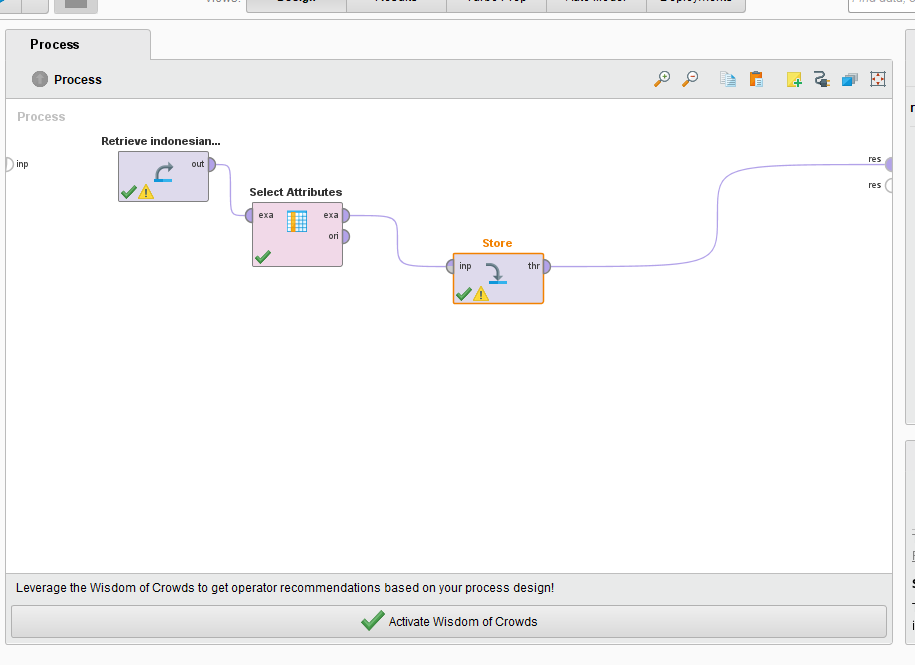 Process
Process
Process
Retrieve indonesian...
inp
out
res
Select Attributes
res
exa
exa
ori
Store
inp
thr
Leverage the Wisdom of Crowds to get operator recommendations based on your process design!
Activate Wisdom of Crowds